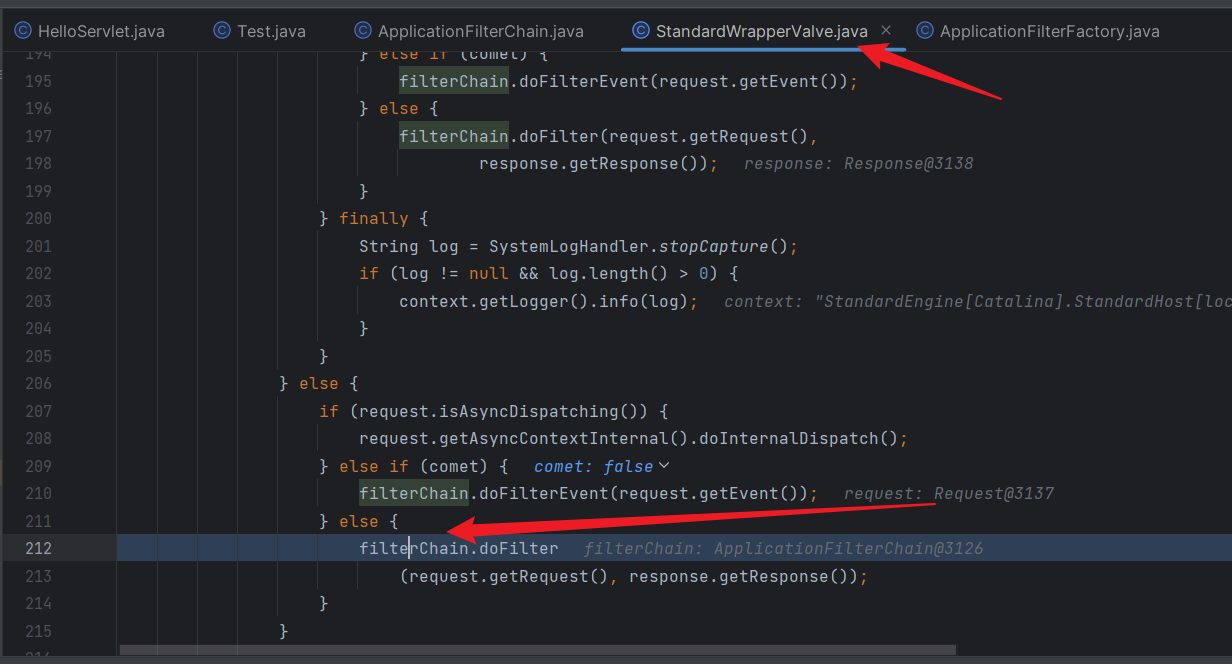 HelloServlet.java Test.java ApplicationFilterChain.java StandardWrapperValve.java ApplicationFilterFactory.java
194 } else if (comet) {
195 filterChain.doFilterEvent(request.getEvent());
196 } else {
197 filterChain.doFilter(request.getRequest(),
198 response.getResponse()); response: Response@3138
199 }
200 } finally {
201 String log = SystemLogHandler.stopCapture();
202 if (log != null && log.length() > 0) {
203 context.getLogger().info(log); context: "StandardEngine[Catalina].StandardHost[loc
204 }
205 }
206 } else {
207 if (request.isAsyncDispatching()) {
208 request.getAsyncContextInternal().doInternalDispatch();
209 } else if (comet) { comet: false
210 filterChain.doFilterEvent(request.getEvent()); request: Request@3137
211 } else {
212 filterChain.doFilter filterChain: ApplicationFilterChain@3126
213 (request.getRequest(), response.getResponse());
214 }
215 }
216